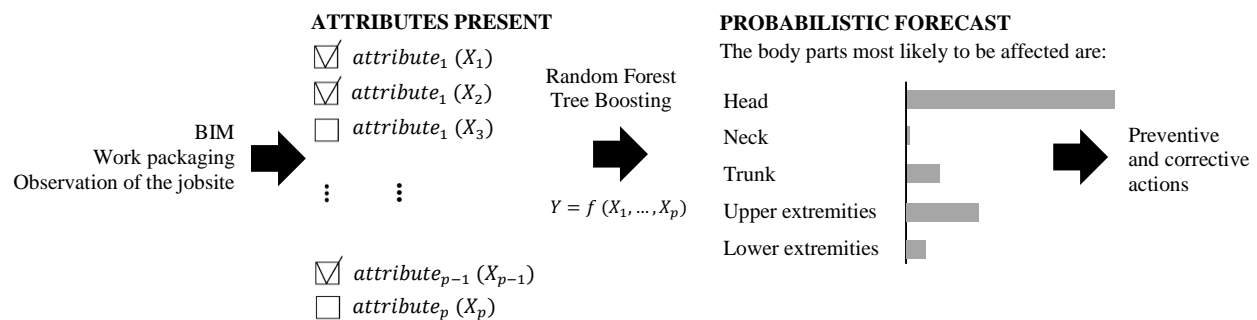 BIM
Work packaging
Observation of the jobsite
ATTRIBUTES PRESENT
attribute₁ (X₁)
attribute₁ (X₂)
attribute₁ (X₃)
attributeₚ₋₁ (Xₚ₋₁)
attributeₚ (Xₚ)
Random Forest
Tree Boosting
Y = f (X₁, … , Xₚ)
PROBABILISTIC FORECAST
The body parts most likely to be affected are:
Head
Neck
Trunk
Upper extremities
Lower extremities
Preventive
and corrective
actions